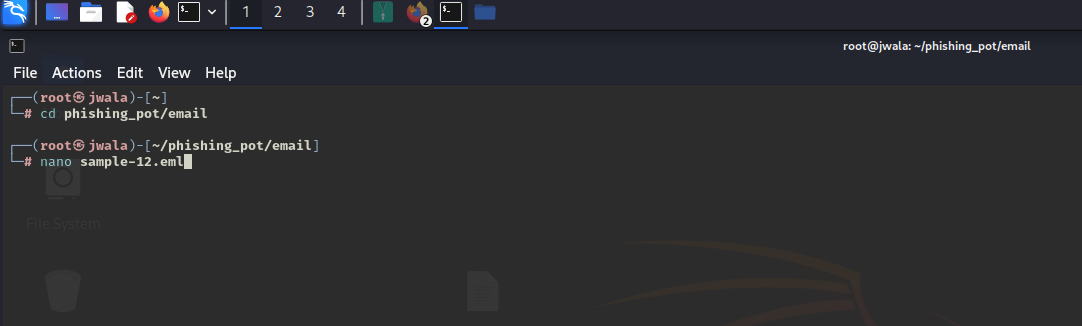 1 2 3 4
2
root@jwala: ~/phishing_pot/email
File Actions Edit View Help
┌──(root㉿jwala)-[~]
└─# cd phishing_pot/email
┌──(root㉿jwala)-[~/phishing_pot/email]
└─# nano sample-12.eml
File System